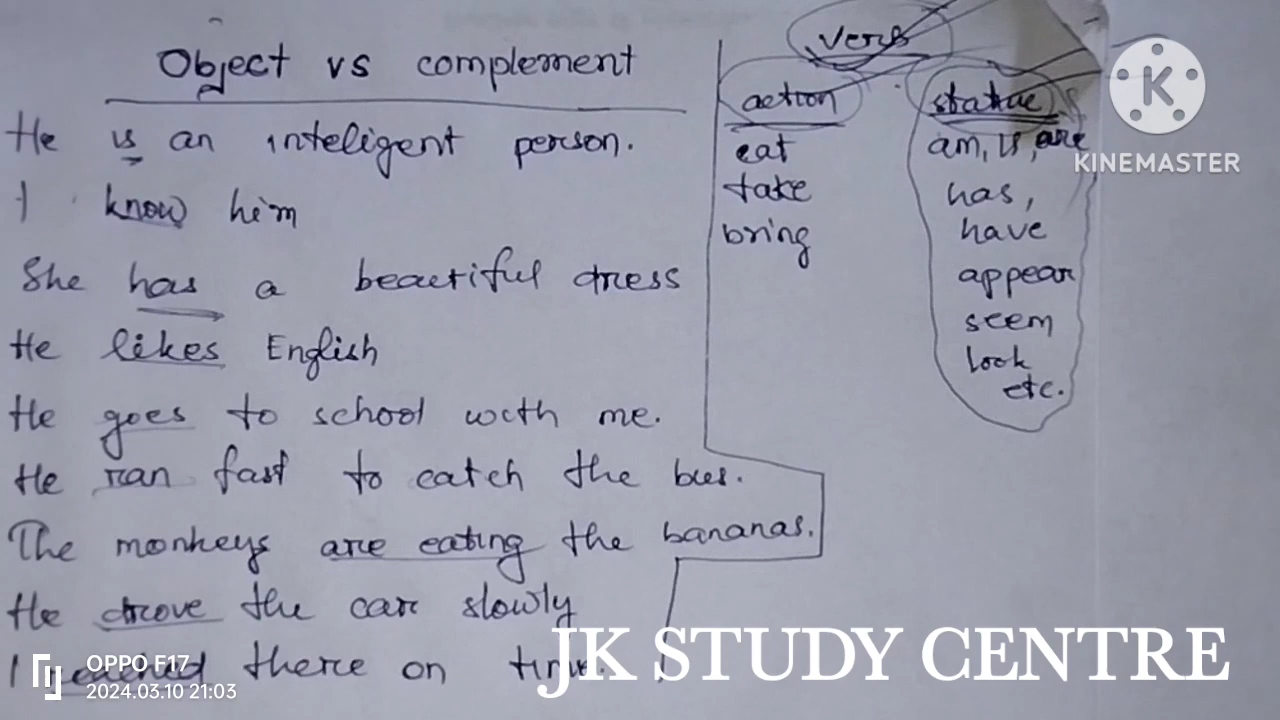 Object vs complement
He is an inteligent person.
I know him
She has a beautiful dress
He likes English
He goes to school with me.
He ran fast to catch the bus.
The monkeys are eating the bananas.
He drove the car slowly
I reached there on time.
verb
action
eat
take
bring
statue
am, is, are
has,
have
appear
seem
look
etc.
K
KINEMASTER
OPPO F17
2024.03.10 21:03
JK STUDY CENTRE